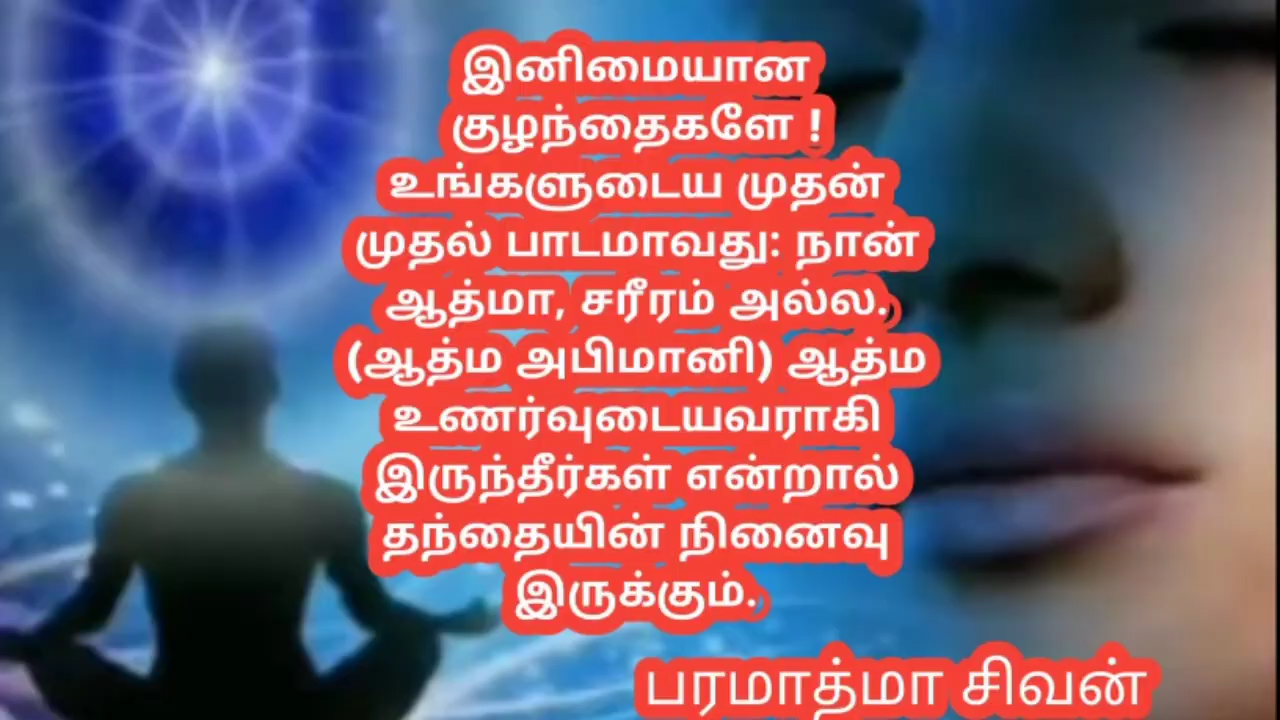 இனிமையான
குழந்தைகளே !
உங்களுடைய முதன்
முதல் பாடமாவது: நான்
ஆத்மா, சரீரம் அல்ல.
(ஆத்ம அபிமானி) ஆத்ம
உணர்வுடையவராகி
இருந்தீர்கள் என்றால்
தந்தையின் நினைவு
இருக்கும்.
பரமாத்மா சிவன்